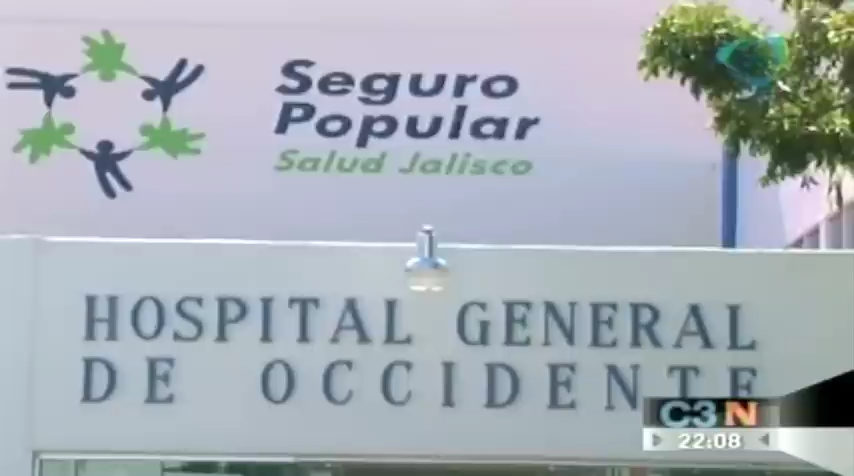 Seguro
Popular
Salud Jalisco
HOSPITAL GENERAL
DE OCCIDENTE
C3N
22:08